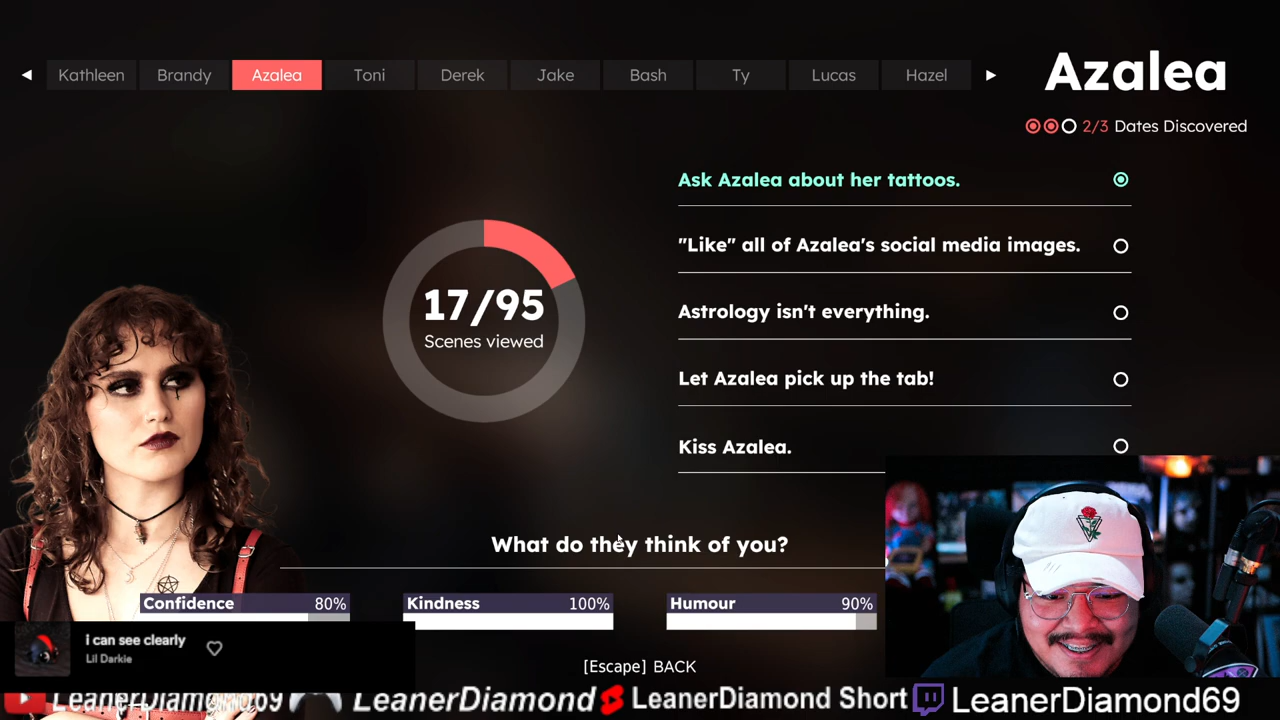 Kathleen Brandy Azalea Toni Derek Jake Bash Ty Lucas Hazel
Azalea
2/3 Dates Discovered
Ask Azalea about her tattoos.
"Like" all of Azalea's social media images.
17/95
Scenes viewed
Astrology isn't everything.
Let Azalea pick up the tab!
Kiss Azalea.
What do they think of you?
Confidence 80%
Kindness 100%
Humour 90%
i can see clearly
Lil Darkie
[Escape] BACK
LeanerDiamond69 LeanerDiamond LeanerDiamond Short LeanerDiamond69